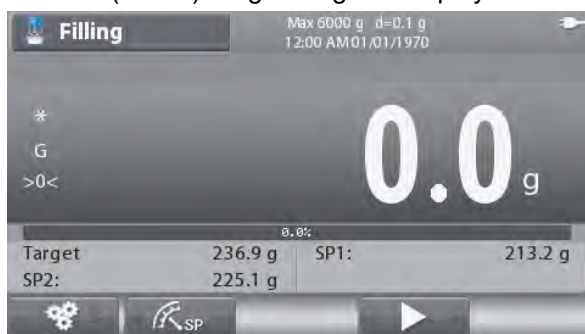 Filling
Max 6000 g d=0.1 g
12:00 AM 01/01/1970
*
G
>0<
0.0 g
0.0%
Target 236.9 g SP1: 213.2 g
SP2: 225.1 g
SP